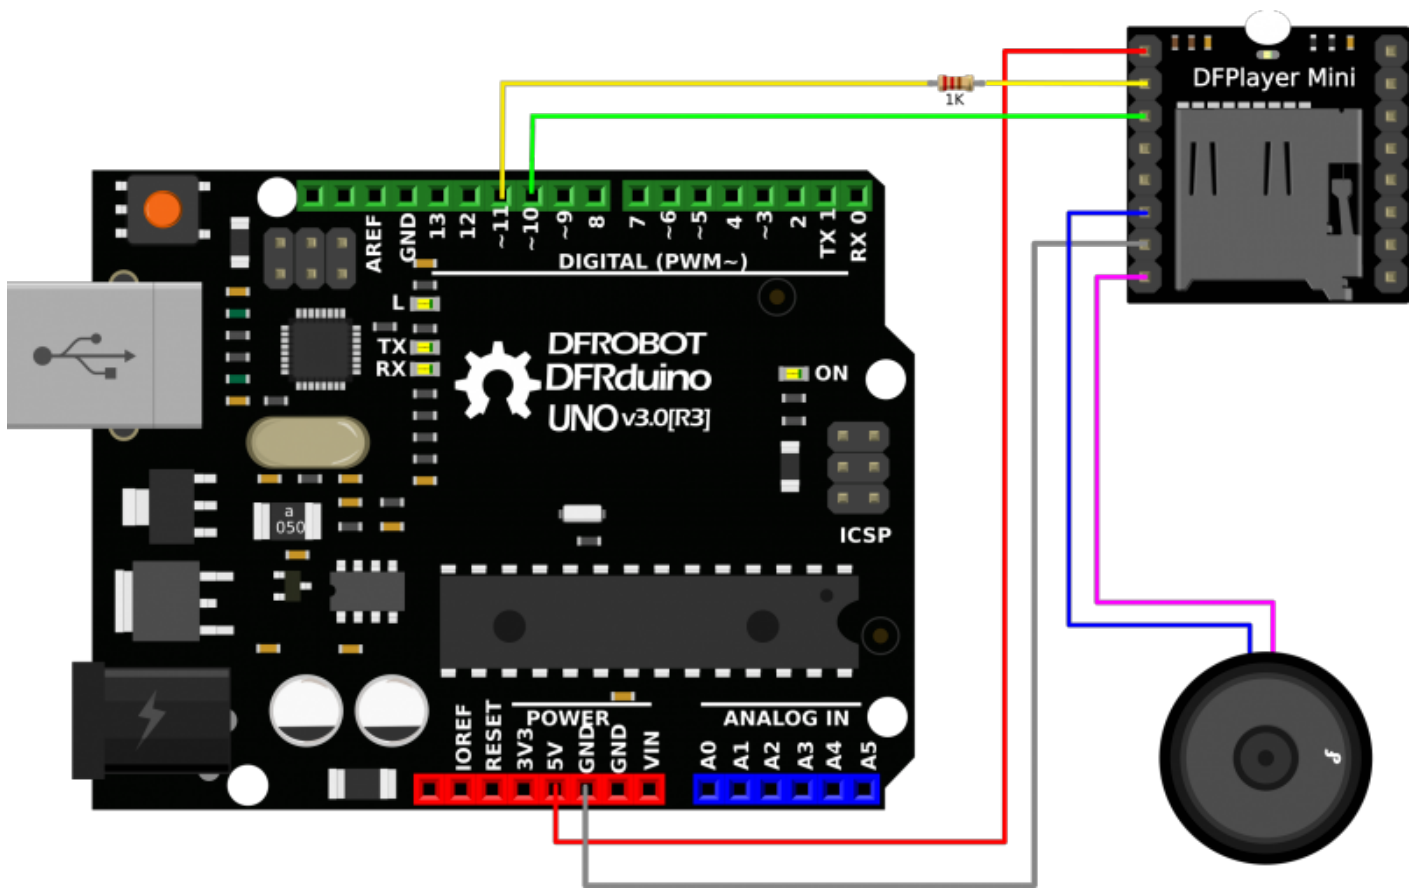 DFPlayer Mini
1K
AREF
GND
13
12
~11
~10
~9
8
7
~6
~5
4
~3
2
TX 1
RX 0
DIGITAL (PWM~)
L
TX
RX
DFROBOT
DFRduino
UNO v3.0[R3]
ON
ICSP
a
050
POWER
ANALOG IN
IOREF
RESET
3V3
5V
GND
GND
VIN
A0
A1
A2
A3
A4
A5